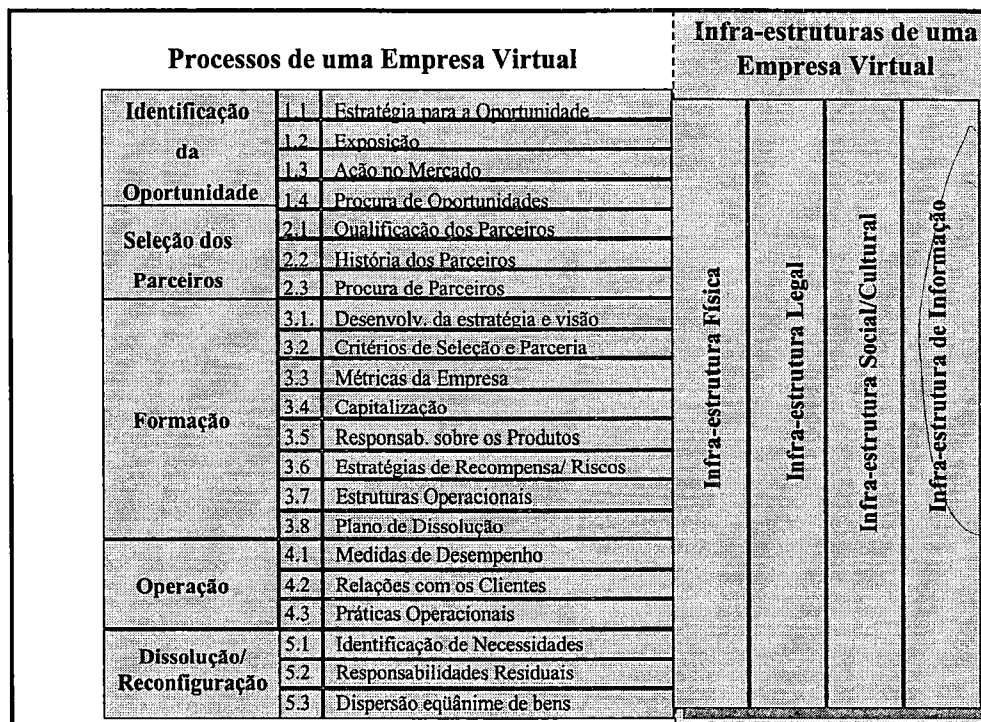 Processos de uma Empresa Virtual
Infra-estruturas de uma
Empresa Virtual
Identificação
da
Oportunidade
1.1 Estratégia para a Oportunidade
1.2 Exposição
1.3 Ação no Mercado
1.4 Procura de Oportunidades
Seleção dos
Parceiros
2.1 Qualificação dos Parceiros
2.2 História dos Parceiros
2.3 Procura de Parceiros
Formação
3.1. Desenvolv. da estratégia e visão
3.2 Critérios de Seleção e Parceria
3.3 Métricas da Empresa
3.4 Capitalização
3.5 Responsab. sobre os Produtos
3.6 Estratégias de Recompensa/ Riscos
3.7 Estruturas Operacionais
3.8 Plano de Dissolução
Operação
4.1 Medidas de Desempenho
4.2 Relações com os Clientes
4.3 Práticas Operacionais
Dissolução/
Reconfiguração
5.1 Identificação de Necessidades
5.2 Responsabilidades Residuais
5.3 Dispersão eqüânime de bens
Infra-estrutura Física
Infra-estrutura Legal
Infra-estrutura Social/Cultural
Infra-estrutura de Informação